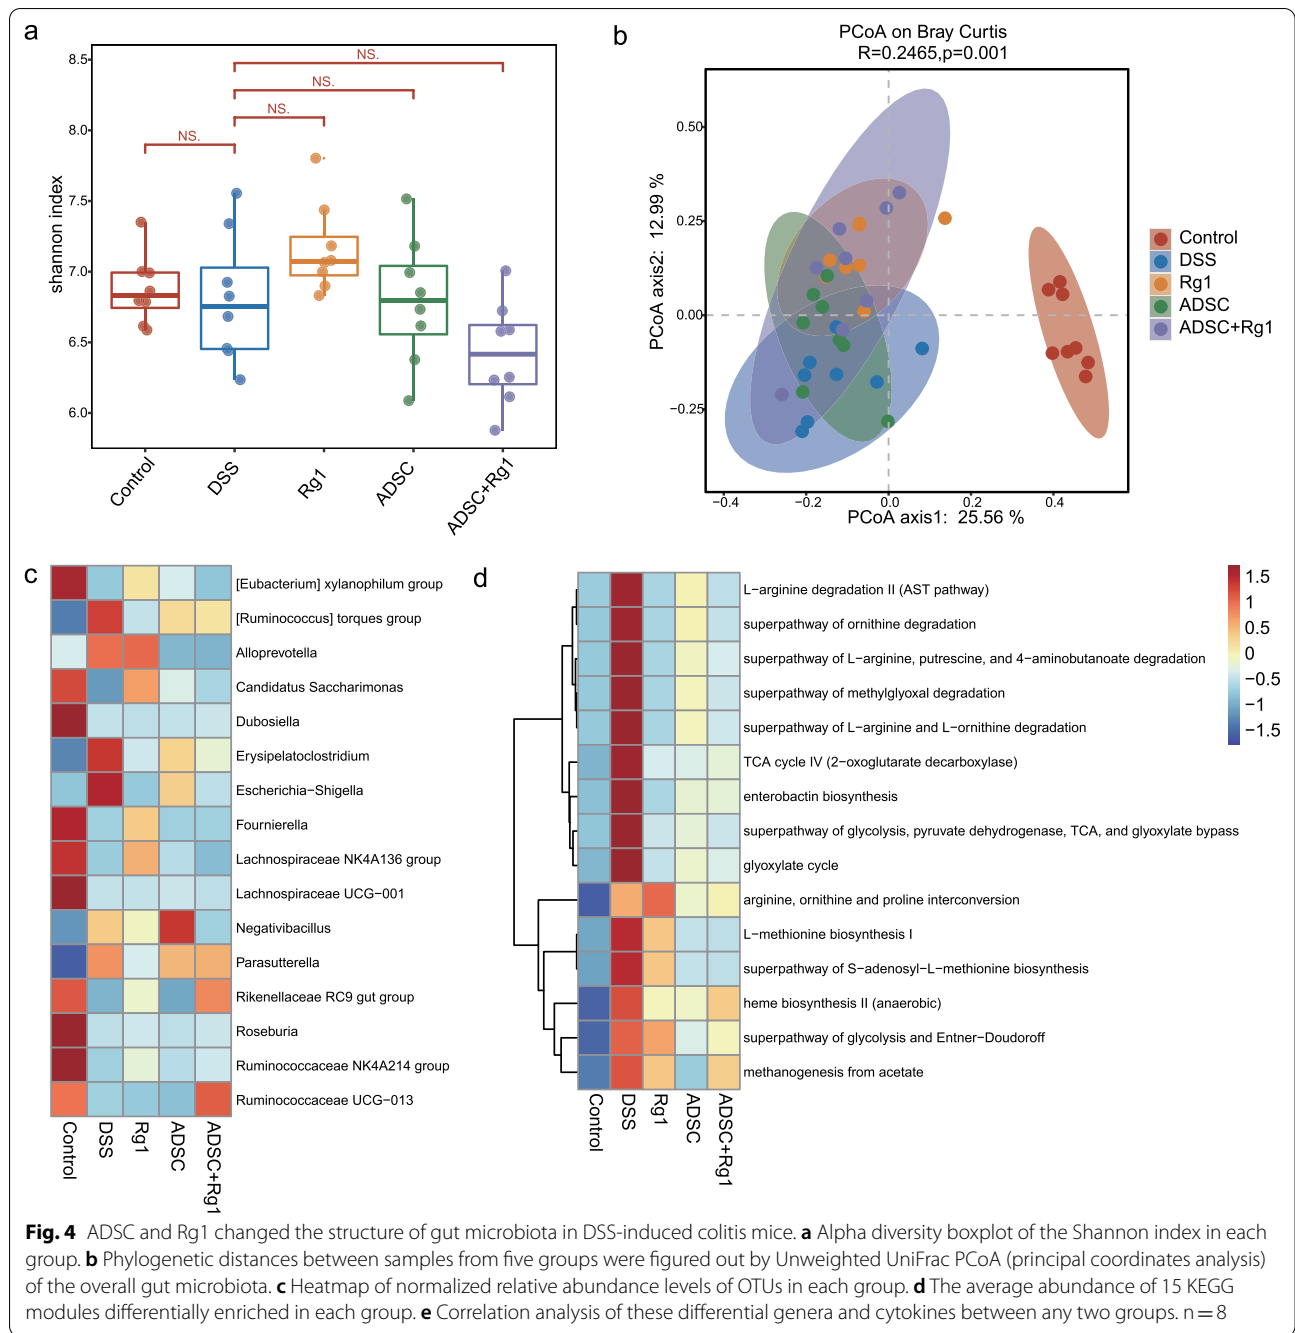 a
shannon index
8.5
8.0
7.5
7.0
6.5
6.0
NS.
NS.
NS.
NS.
Control
DSS
Rg1
ADSC
ADSC+Rg1
b
PCoA on Bray Curtis
R=0.2465,p=0.001
PCoA axis2: 12.99 %
0.50
0.25
0.00
−0.25
−0.4
−0.2
0.0
0.2
0.4
PCoA axis1: 25.56 %
Control
DSS
Rg1
ADSC
ADSC+Rg1
c
[Eubacterium] xylanophilum group
[Ruminococcus] torques group
Alloprevotella
Candidatus Saccharimonas
Dubosiella
Erysipelatoclostridium
Escherichia−Shigella
Fournierella
Lachnospiraceae NK4A136 group
Lachnospiraceae UCG−001
Negativibacillus
Parasutterella
Rikenellaceae RC9 gut group
Roseburia
Ruminococcaceae NK4A214 group
Ruminococcaceae UCG−013
Control
DSS
Rg1
ADSC
ADSC+Rg1
d
L−arginine degradation II (AST pathway)
superpathway of ornithine degradation
superpathway of L−arginine, putrescine, and 4−aminobutanoate degradation
superpathway of methylglyoxal degradation
superpathway of L−arginine and L−ornithine degradation
TCA cycle IV (2−oxoglutarate decarboxylase)
enterobactin biosynthesis
superpathway of glycolysis, pyruvate dehydrogenase, TCA, and glyoxylate bypass
glyoxylate cycle
arginine, ornithine and proline interconversion
L−methionine biosynthesis I
superpathway of S−adenosyl−L−methionine biosynthesis
heme biosynthesis II (anaerobic)
superpathway of glycolysis and Entner−Doudoroff
methanogenesis from acetate
Control
DSS
Rg1
ADSC
ADSC+Rg1
1.5
1
0.5
0
−0.5
−1
−1.5
Fig. 4 ADSC and Rg1 changed the structure of gut microbiota in DSS-induced colitis mice. a Alpha diversity boxplot of the Shannon index in each
group. b Phylogenetic distances between samples from five groups were figured out by Unweighted UniFrac PCoA (principal coordinates analysis)
of the overall gut microbiota. c Heatmap of normalized relative abundance levels of OTUs in each group. d The average abundance of 15 KEGG
modules differentially enriched in each group. e Correlation analysis of these differential genera and cytokines between any two groups. n = 8